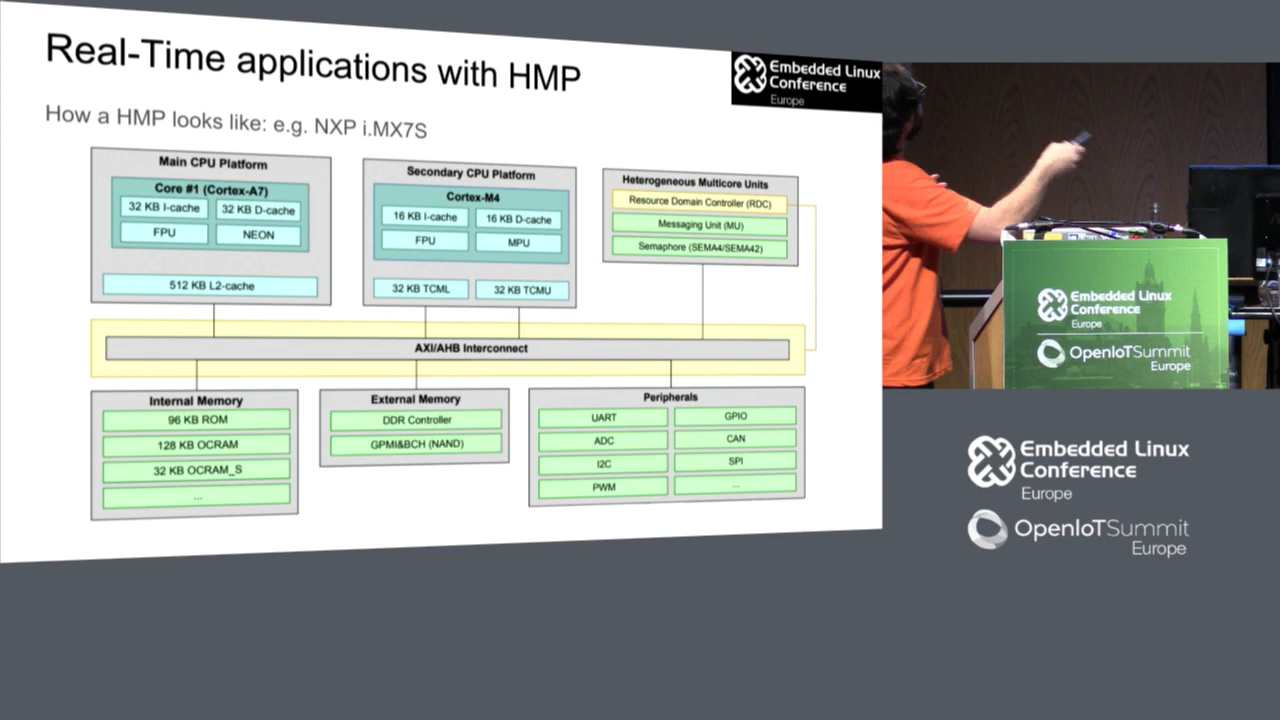 Real-Time applications with HMP
Embedded Linux
Conference
Europe
How a HMP looks like: e.g. NXP i.MX7S
Main CPU Platform
Core #1 (Cortex-A7)
32 KB I-cache
32 KB D-cache
FPU
NEON
512 KB L2-cache
Secondary CPU Platform
Cortex-M4
16 KB I-cache
16 KB D-cache
FPU
MPU
32 KB TCML
32 KB TCMU
Heterogeneous Multicore Units
Resource Domain Controller (RDC)
Messaging Unit (MU)
Semaphore (SEMA4/SEMA42)
AXI/AHB Interconnect
Internal Memory
96 KB ROM
128 KB OCRAM
32 KB OCRAM_S
...
External Memory
DDR Controller
GPMI&BCH (NAND)
Peripherals
UART
GPIO
ADC
CAN
I2C
SPI
PWM
...
Embedded Linux
Conference
Europe
OpenIoTSummit
Europe
Embedded Linux
Conference
Europe
OpenIoTSummit
Europe